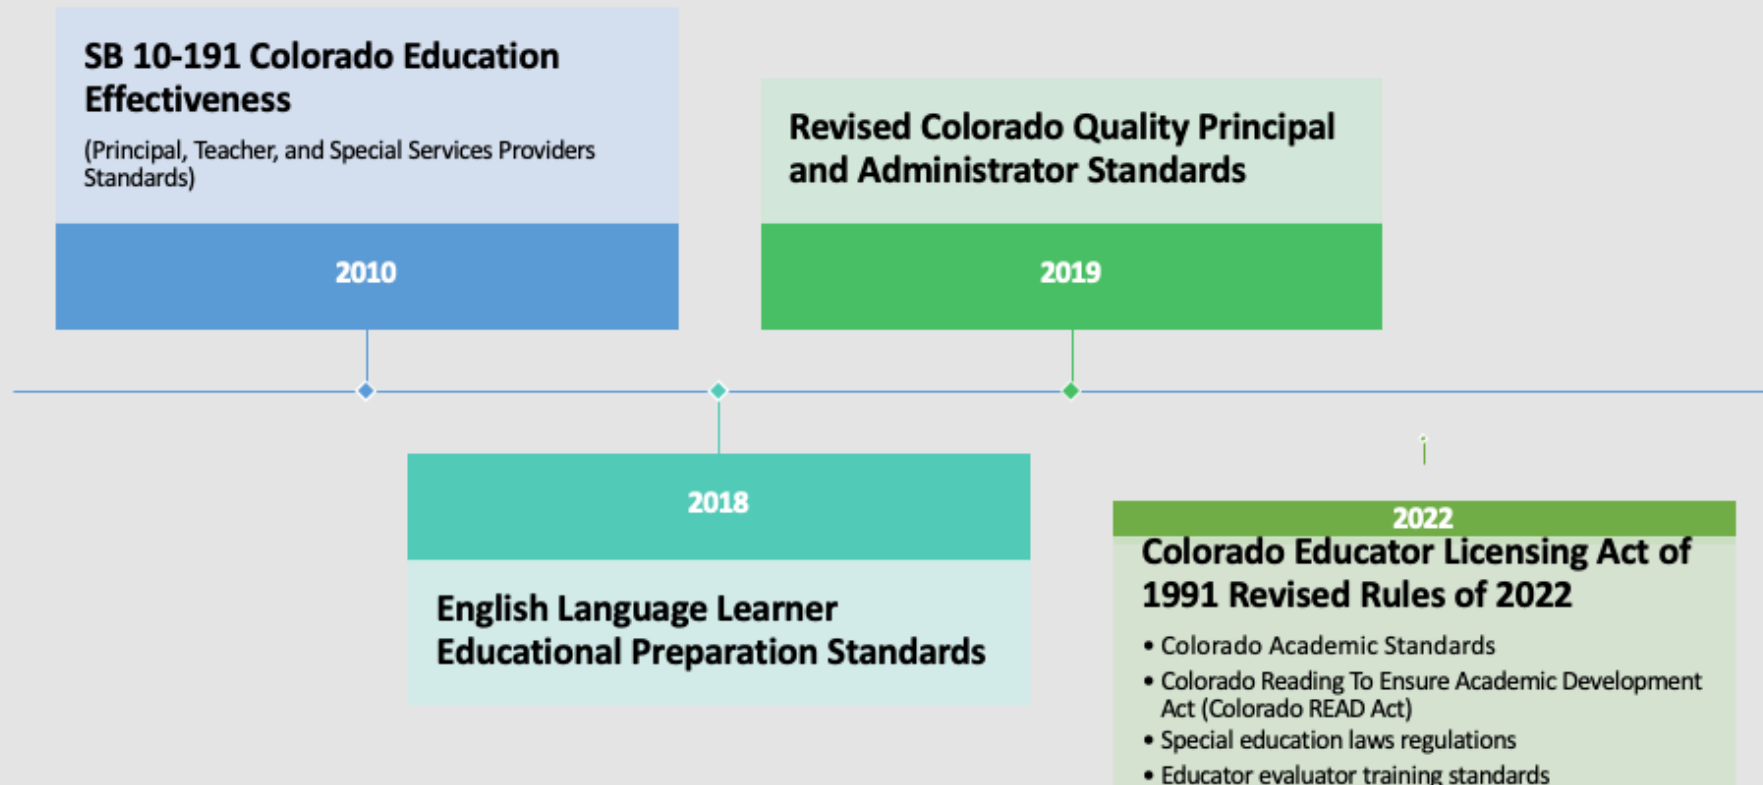 SB 10-191 Colorado Education
Effectiveness
(Principal, Teacher, and Special Services Providers
Standards)
2010
Revised Colorado Quality Principal
and Administrator Standards
2019
2018
English Language Learner
Educational Preparation Standards
2022
Colorado Educator Licensing Act of
1991 Revised Rules of 2022
• Colorado Academic Standards
• Colorado Reading To Ensure Academic Development
Act (Colorado READ Act)
• Special education laws regulations
• Educator evaluator training standards